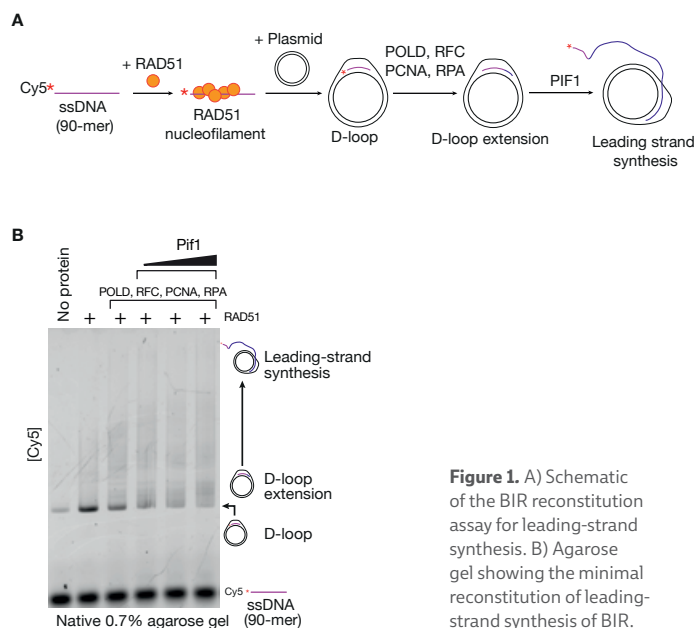 A
+ Plasmid
POLD, RFC
PCNA, RPA
+ RAD51
PIF1
Cy5*
*
*
*
ssDNA
(90-mer)
RAD51
nucleofilament
D-loop
D-loop extension
Leading strand
synthesis
B
Pif1
No protein
POLD, RFC, PCNA, RPA
+ + + + + RAD51
[Cy5]
Leading-strand
synthesis
D-loop
extension
D-loop
Cy5 *
ssDNA
(90-mer)
Native 0.7% agarose gel
Figure 1. A) Schematic
of the BIR reconstitution
assay for leading-strand
synthesis. B) Agarose
gel showing the minimal
reconstitution of leading-
strand synthesis of BIR.